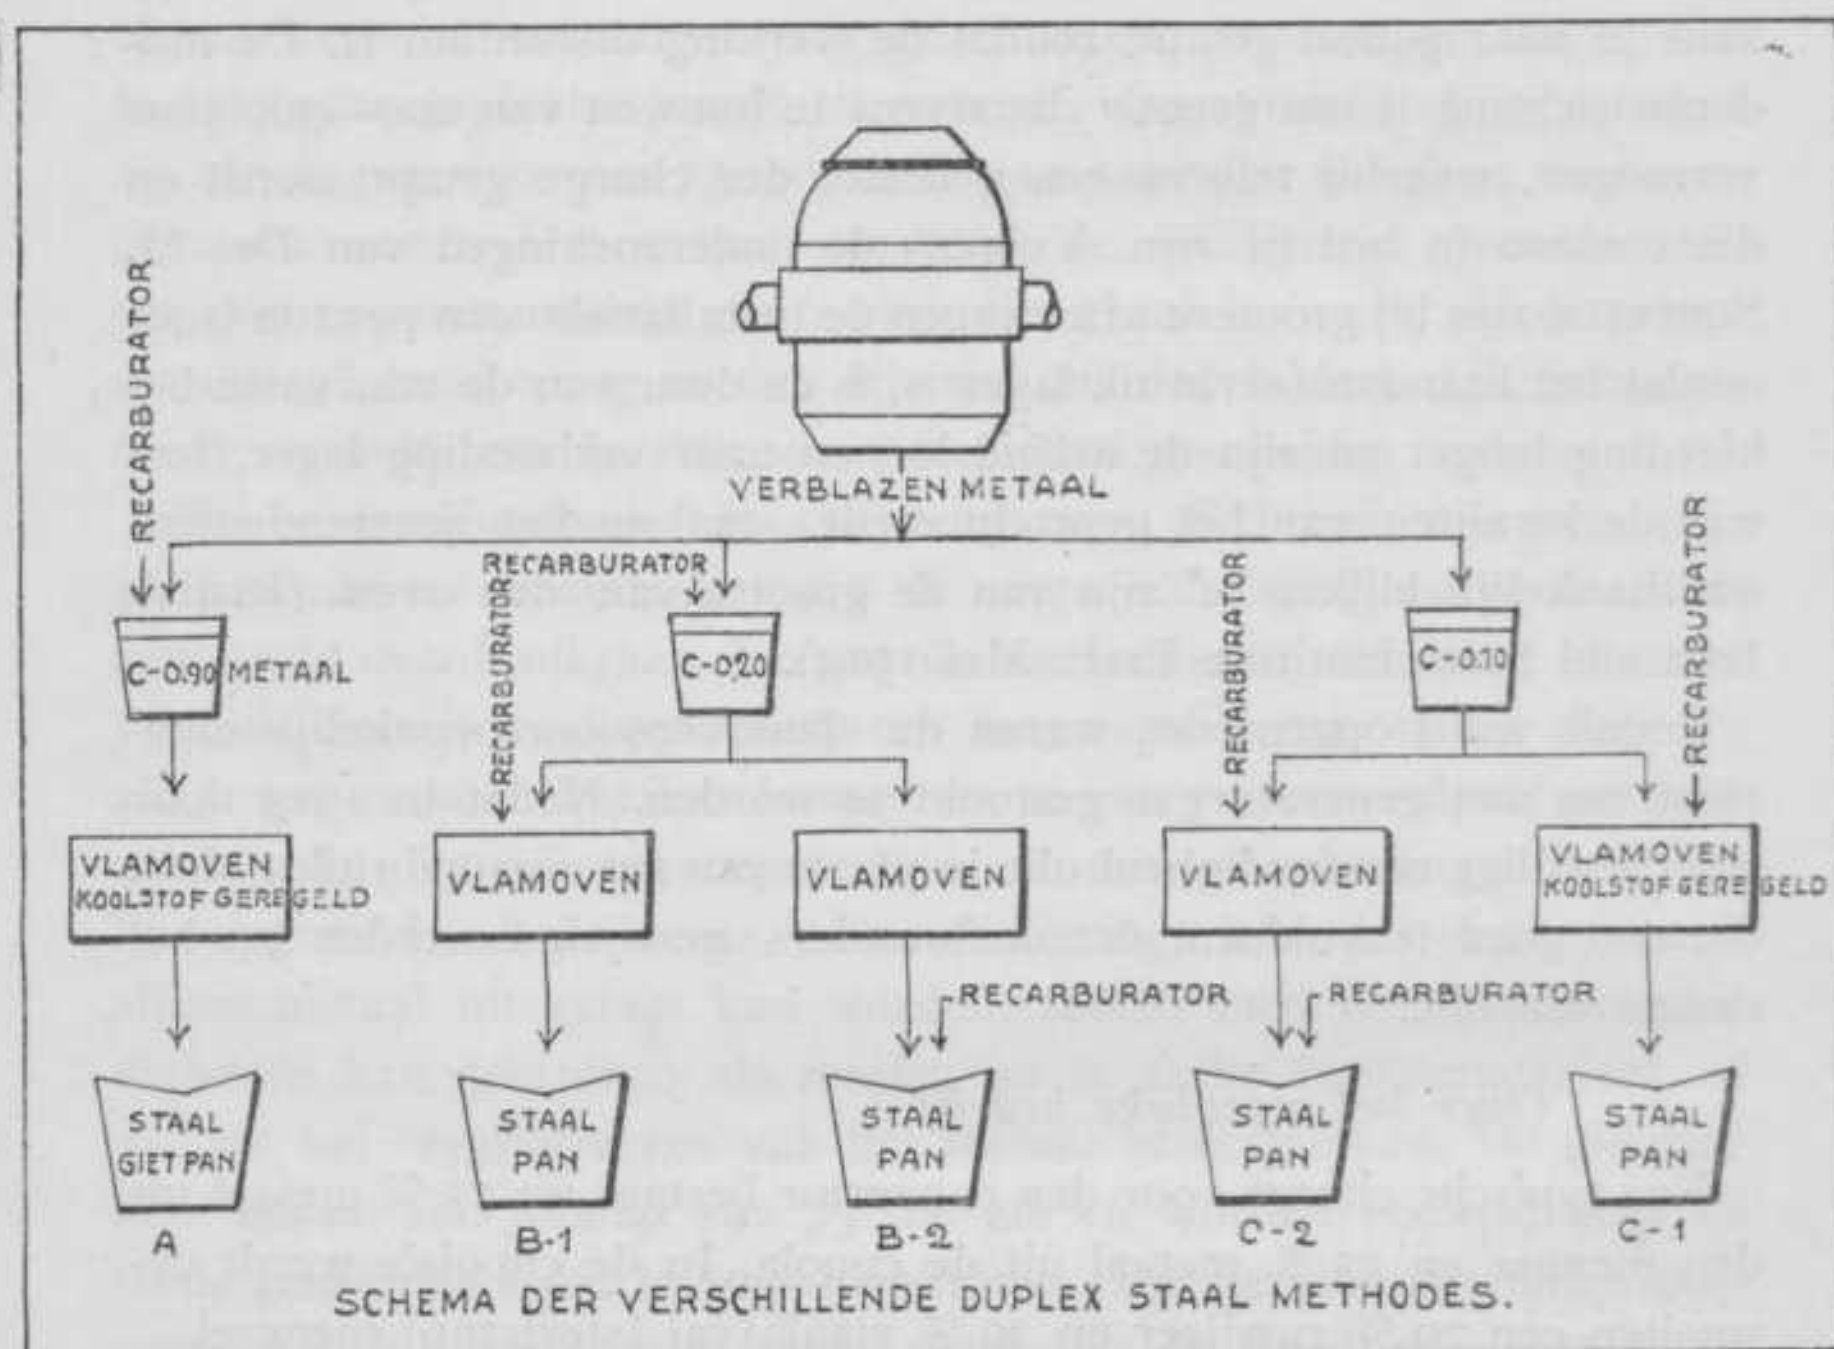 VERBLAZEN METAAL
RECARBURATOR
RECARBURATOR
RECARBURATOR
RECARBURATOR
RECARBURATOR
C-0.90 METAAL
C-0,20
C-0.10
VLAMOVEN
KOOLSTOF GEREGELD
VLAMOVEN
VLAMOVEN
VLAMOVEN
VLAMOVEN
KOOLSTOF GEREGELD
RECARBURATOR
RECARBURATOR
STAAL
GIETPAN
STAAL
PAN
STAAL
PAN
STAAL
PAN
STAAL
PAN
A
B-1
B-2
C-2
C-1
SCHEMA DER VERSCHILLENDE DUPLEX STAAL METHODES.